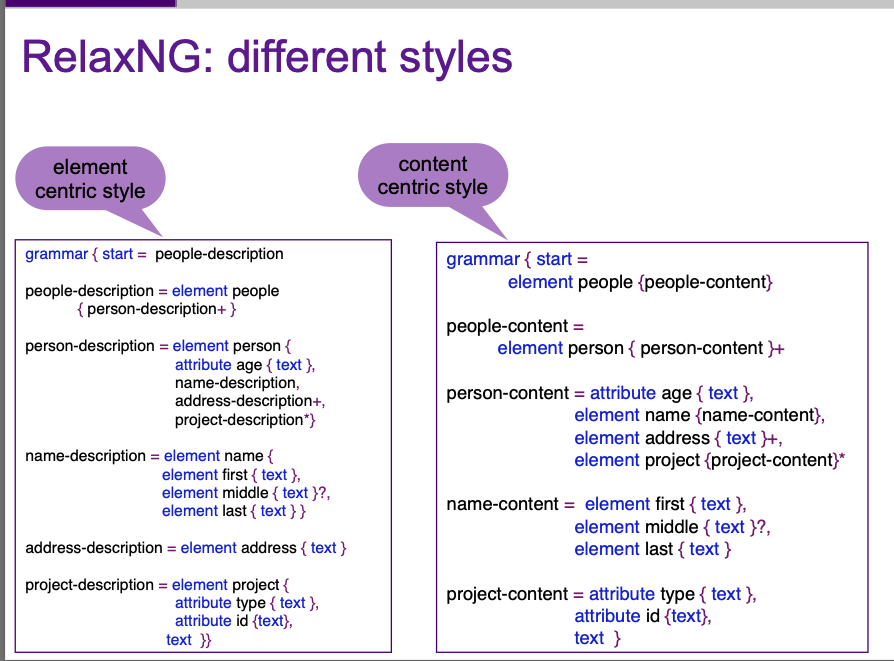 RelaxNG: different styles
element
centric style
grammar { start =  people-description
people-description = element people
{ person-description+ }
person-description = element person {
attribute age { text },
name-description,
address-description+,
project-description*}
name-description = element name {
element first { text },
element middle { text }?,
element last { text } }
address-description = element address { text }
project-description = element project {
attribute type { text },
attribute id {text},
text  }}
content
centric style
grammar { start =
element people {people-content}
people-content =
element person { person-content }+
person-content = attribute age { text },
element name {name-content},
element address { text }+,
element project {project-content}*
name-content =  element first { text },
element middle { text }?,
element last { text }
project-content = attribute type { text },
attribute id {text},
text  }